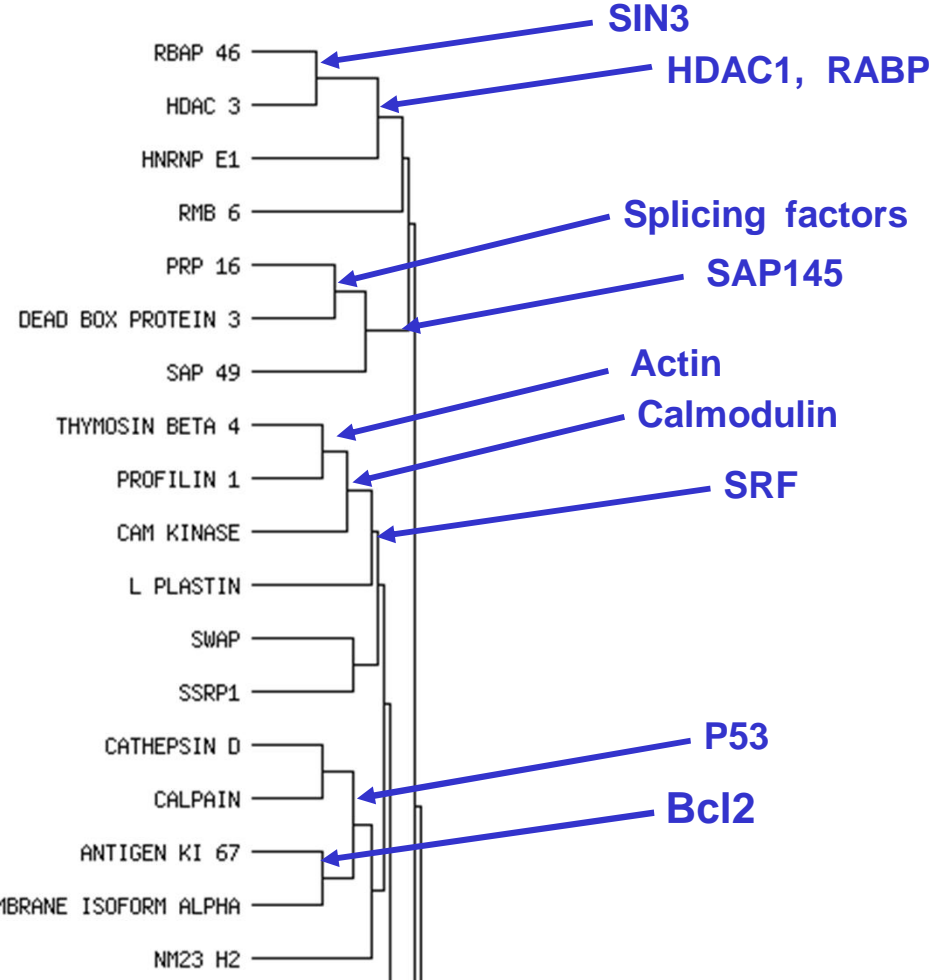 SIN3
RBAP 46
HDAC1, RABP
HDAC 3
HNRNP E1
RMB 6
Splicing factors
PRP 16
SAP145
DEAD BOX PROTEIN 3
SAP 49
Actin
Calmodulin
THYMOSIN BETA 4
PROFILIN 1
SRF
CAM KINASE
L PLASTIN
SWAP
SSRP1
P53
CATHEPSIN D
CALPAIN
Bcl2
ANTIGEN KI 67
MBRANE ISOFORM ALPHA
NM23 H2